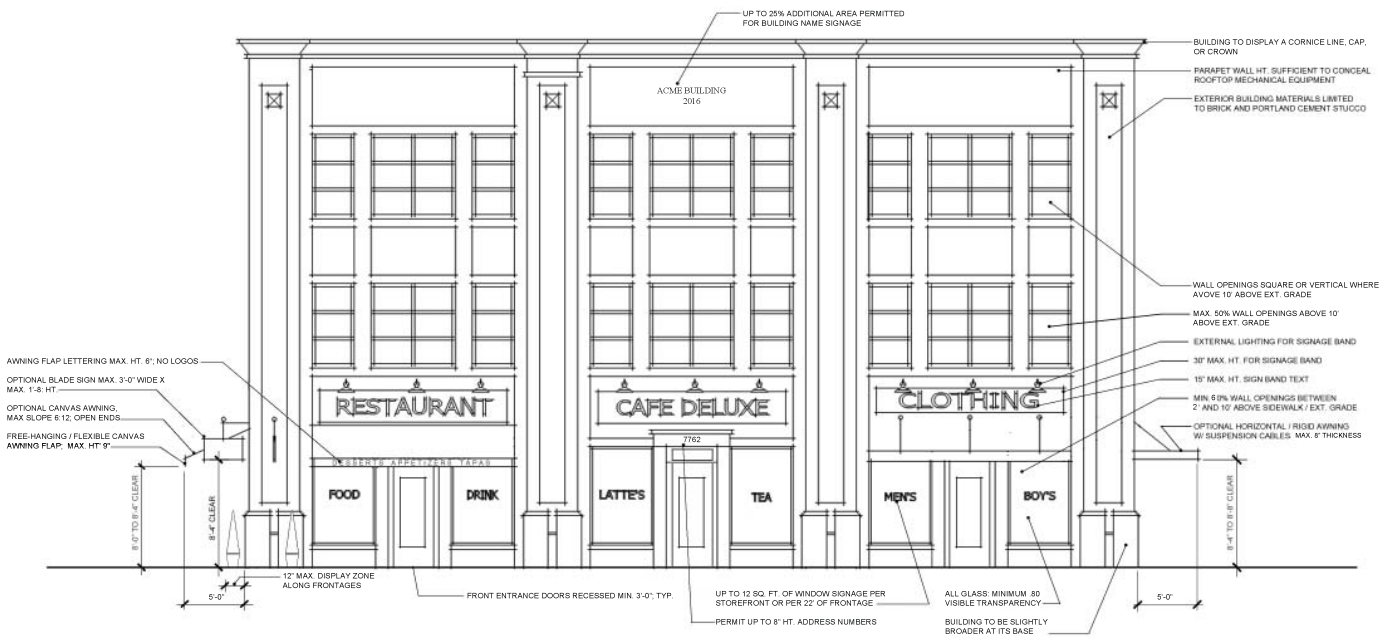 UP TO 25% ADDITIONAL AREA PERMITTED
FOR BUILDING NAME SIGNAGE
BUILDING TO DISPLAY A CORNICE LINE, CAP,
OR CROWN
PARAPET WALL HT. SUFFICIENT TO CONCEAL
ROOFTOP MECHANICAL EQUIPMENT
EXTERIOR BUILDING MATERIALS LIMITED
TO BRICK AND PORTLAND CEMENT STUCCO
ACME BUILDING
2016
WALL OPENINGS SQUARE OR VERTICAL WHERE
AVOVE 10' ABOVE EXT. GRADE
MAX. 50% WALL OPENINGS ABOVE 10'
ABOVE EXT. GRADE
EXTERNAL LIGHTING FOR SIGNAGE BAND
30" MAX. HT. FOR SIGNAGE BAND
15" MAX. HT. SIGN BAND TEXT
MIN. 60% WALL OPENINGS BETWEEN
2' AND 10' ABOVE SIDEWALK / EXT. GRADE
OPTIONAL HORIZONTAL / RIGID AWNING
W/ SUSPENSION CABLES MAX. 8" THICKNESS
AWNING FLAP LETTERING MAX. HT. 6"; NO LOGOS
OPTIONAL BLADE SIGN MAX. 3'-0" WIDE X
MAX. 1'-8: HT.
OPTIONAL CANVAS AWNING,
MAX SLOPE 6:12; OPEN ENDS
FREE-HANGING / FLEXIBLE CANVAS
AWNING FLAP; MAX. HT' 9"
RESTAURANT
CAFE DELUXE
CLOTHING
7762
DESSERTS APPETIZERS TAPAS
FOOD
DRINK
LATTE'S
TEA
MEN'S
BOY'S
8'-0" TO 8'-4" CLEAR
8'-4" CLEAR
8'-4" TO 8'-8" CLEAR
12" MAX. DISPLAY ZONE
ALONG FRONTAGES
5'-0"
FRONT ENTRANCE DOORS RECESSED MIN. 3'-0"; TYP.
UP TO 12 SQ. FT. OF WINDOW SIGNAGE PER
STOREFRONT OR PER 22' OF FRONTAGE
PERMIT UP TO 8" HT. ADDRESS NUMBERS
ALL GLASS: MINIMUM .80
VISIBLE TRANSPARENCY
BUILDING TO BE SLIGHTLY
BROADER AT ITS BASE
5'-0"